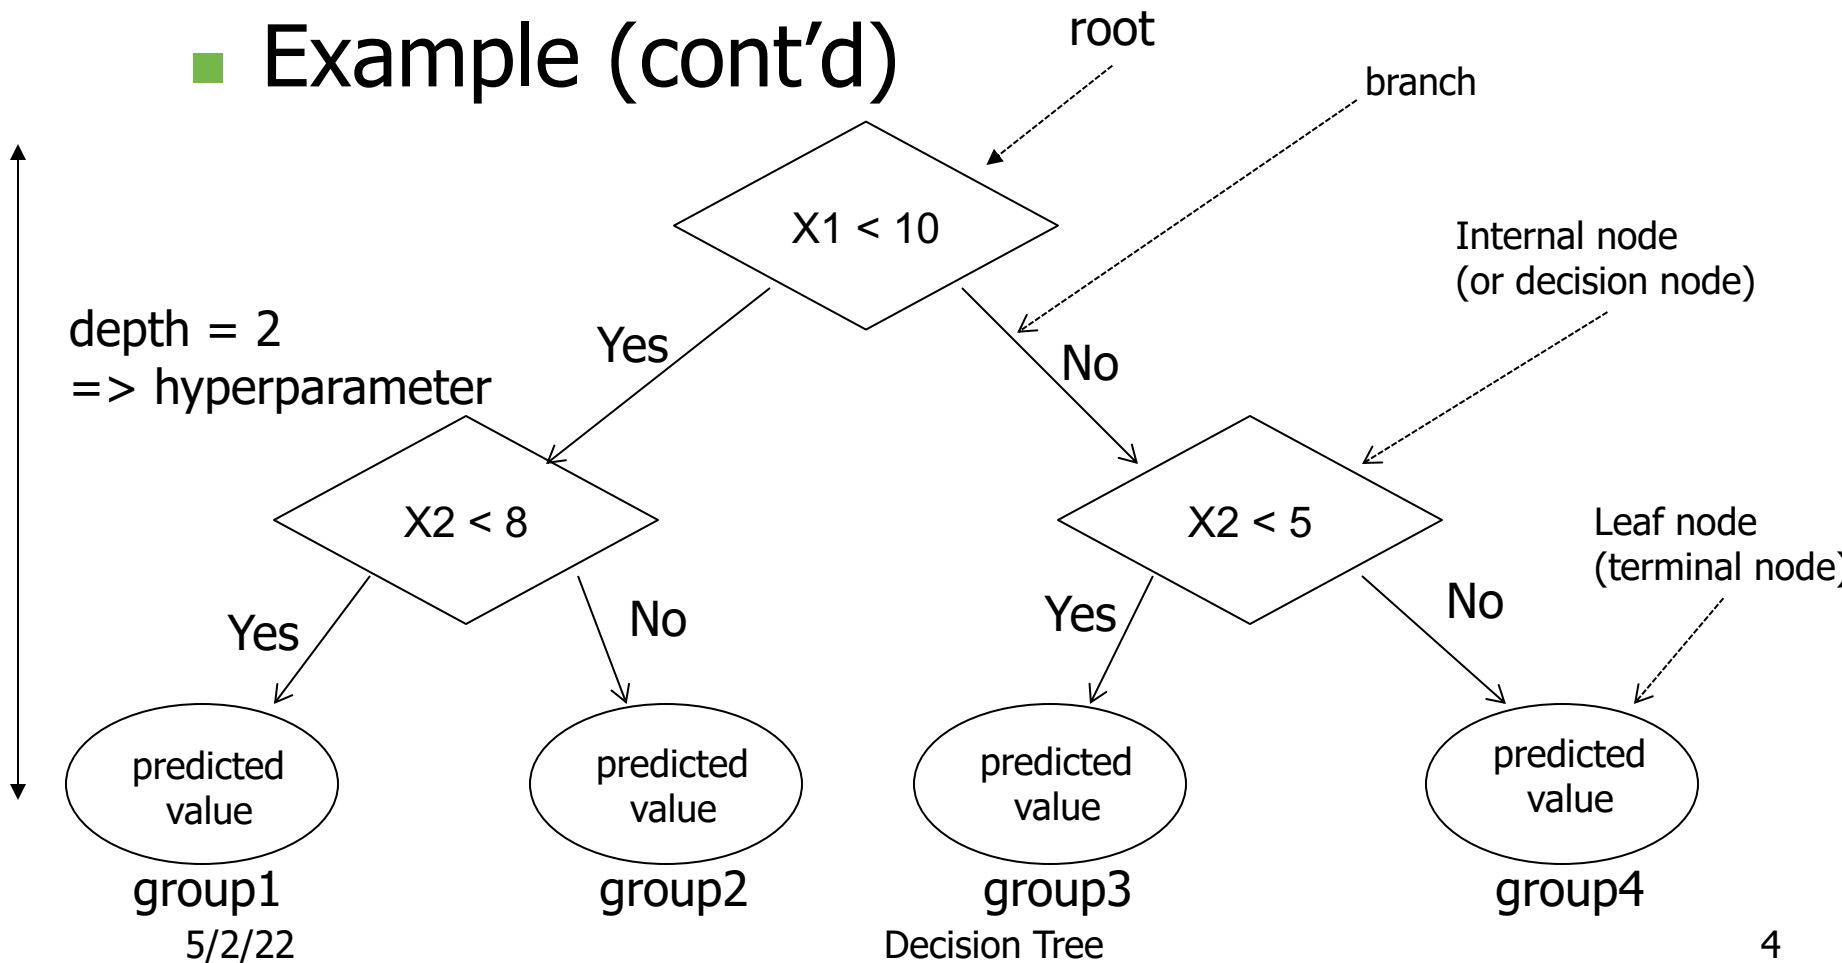 Example (cont’d)
root
branch
X1 < 10
Internal node
(or decision node)
depth = 2
=> hyperparameter
Yes
No
X2 < 8
X2 < 5
Leaf node
(terminal node)
Yes
No
Yes
No
predicted
value
predicted
value
predicted
value
predicted
value
group1
group2
group3
group4
5/2/22
Decision Tree
4